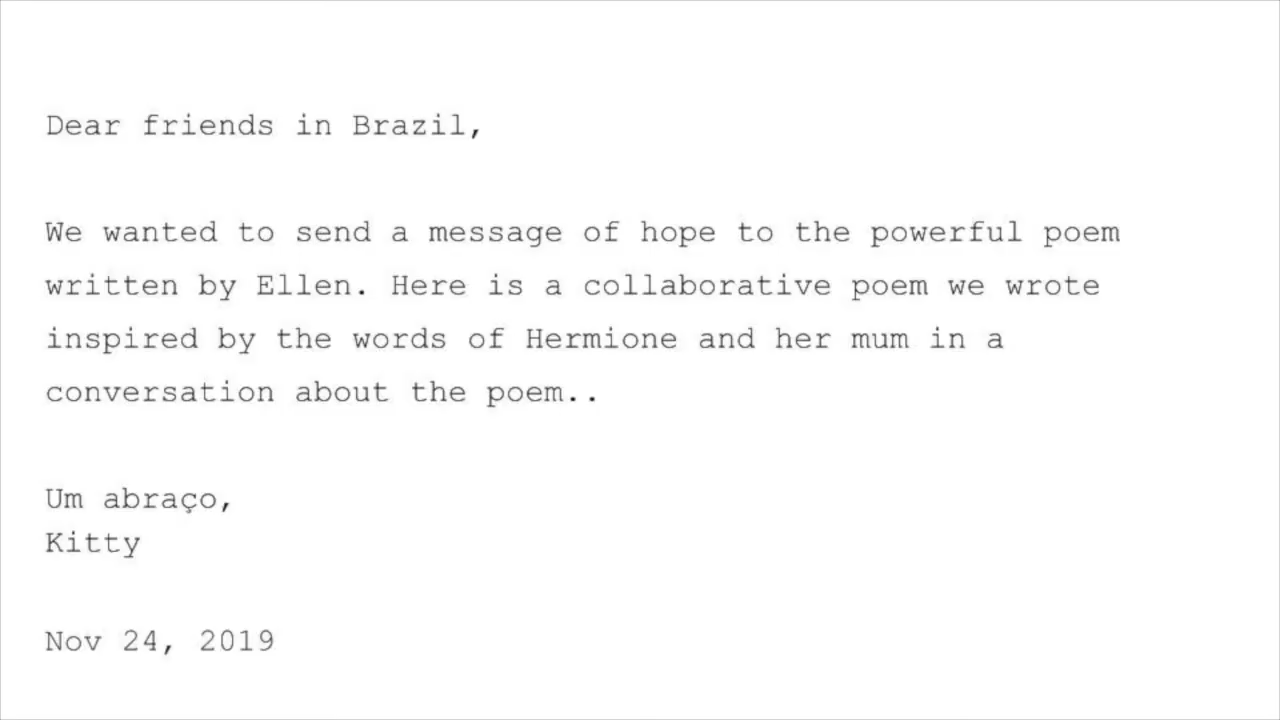 Dear friends in Brazil,
We wanted to send a message of hope to the powerful poem
written by Ellen. Here is a collaborative poem we wrote
inspired by the words of Hermione and her mum in a
conversation about the poem..
Um abraço,
Kitty
Nov 24, 2019